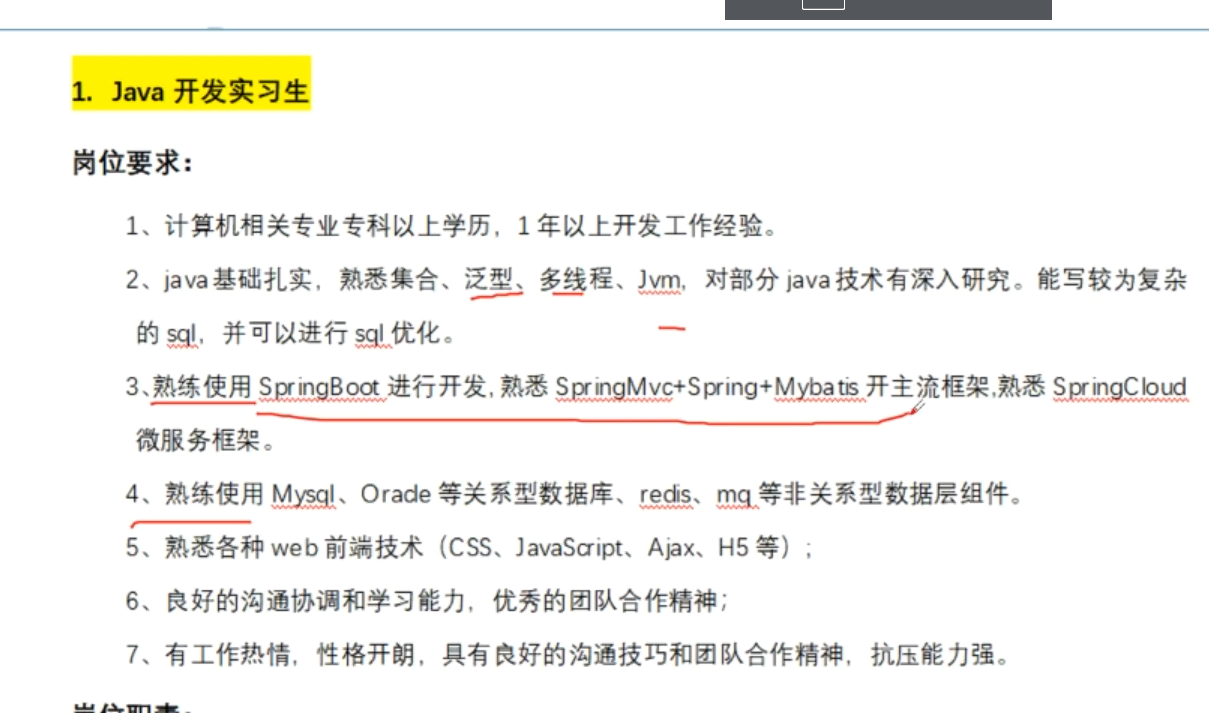 1. Java 开发实习生
岗位要求：
1、计算机相关专业专科以上学历，1 年以上开发工作经验。
2、java 基础扎实，熟悉集合、泛型、多线程、Jvm，对部分 java 技术有深入研究。能写较为复杂
的 sql，并可以进行 sql 优化。
3、熟练使用 SpringBoot 进行开发,熟悉 SpringMvc+Spring+Mybatis 开主流框架,熟悉 SpringCloud
微服务框架。
4、熟练使用 Mysql、Oracle 等关系型数据库、redis、mq 等非关系型数据层组件。
5、熟悉各种 web 前端技术（CSS、JavaScript、Ajax、H5 等）;
6、良好的沟通协调和学习能力，优秀的团队合作精神;
7、有工作热情，性格开朗，具有良好的沟通技巧和团队合作精神，抗压能力强。
岗位职责：